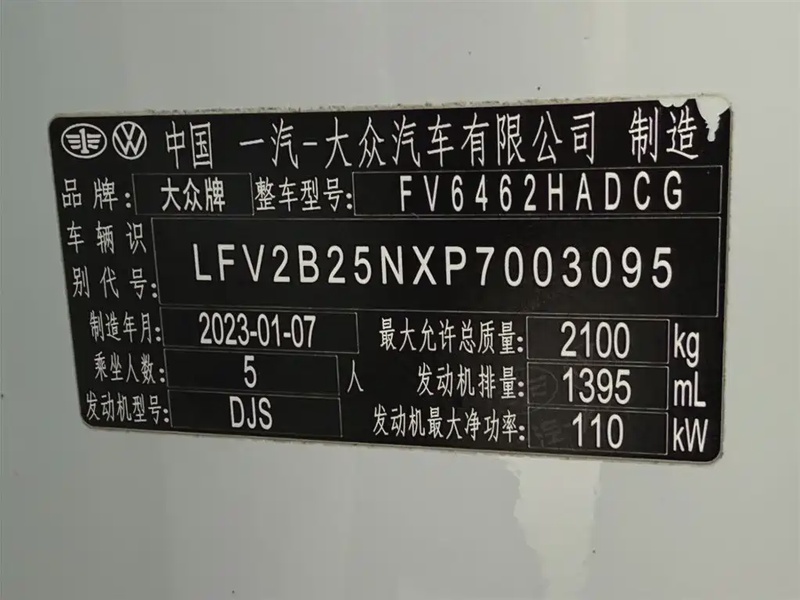 中国 一汽-大众汽车有限公司 制造
品牌: 大众牌 整车型号: FV6462HADCG
车辆识别代号: LFV2B25NXP7003095
制造年月: 2023-01-07 最大允许总质量: 2100 kg
乘坐人数: 5 人 发动机排量: 1395 mL
发动机型号: DJS 发动机最大净功率: 110 kW